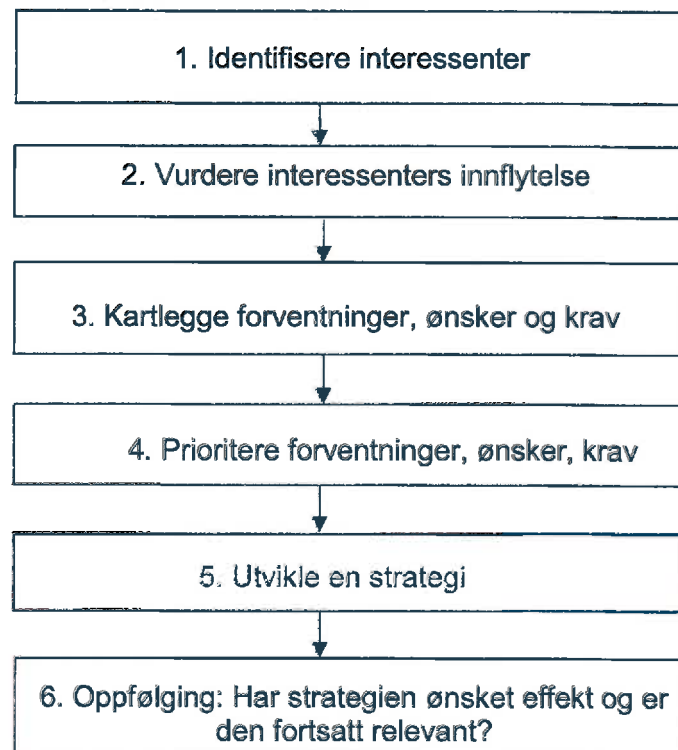 1. Identifisere interessenter
2. Vurdere interessenters innflytelse
3. Kartlegge forventninger, ønsker og krav
4. Prioritere forventninger, ønsker, krav
5. Utvikle en strategi
6. Oppfølging: Har strategien ønsket effekt og er
den fortsatt relevant?